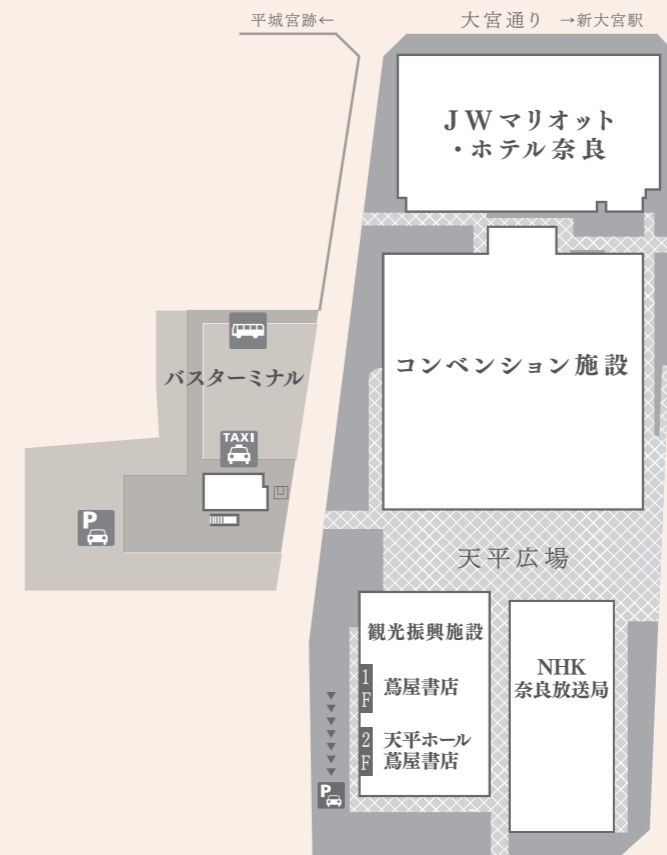 平城宮跡←
大宮通り →新大宮駅
JWマリオット
・ホテル奈良
コンベンション施設
バスターミナル
TAXI
P
天平広場
観光振興施設
1F 蔦屋書店
2F 天平ホール
蔦屋書店
NHK
奈良放送局
P